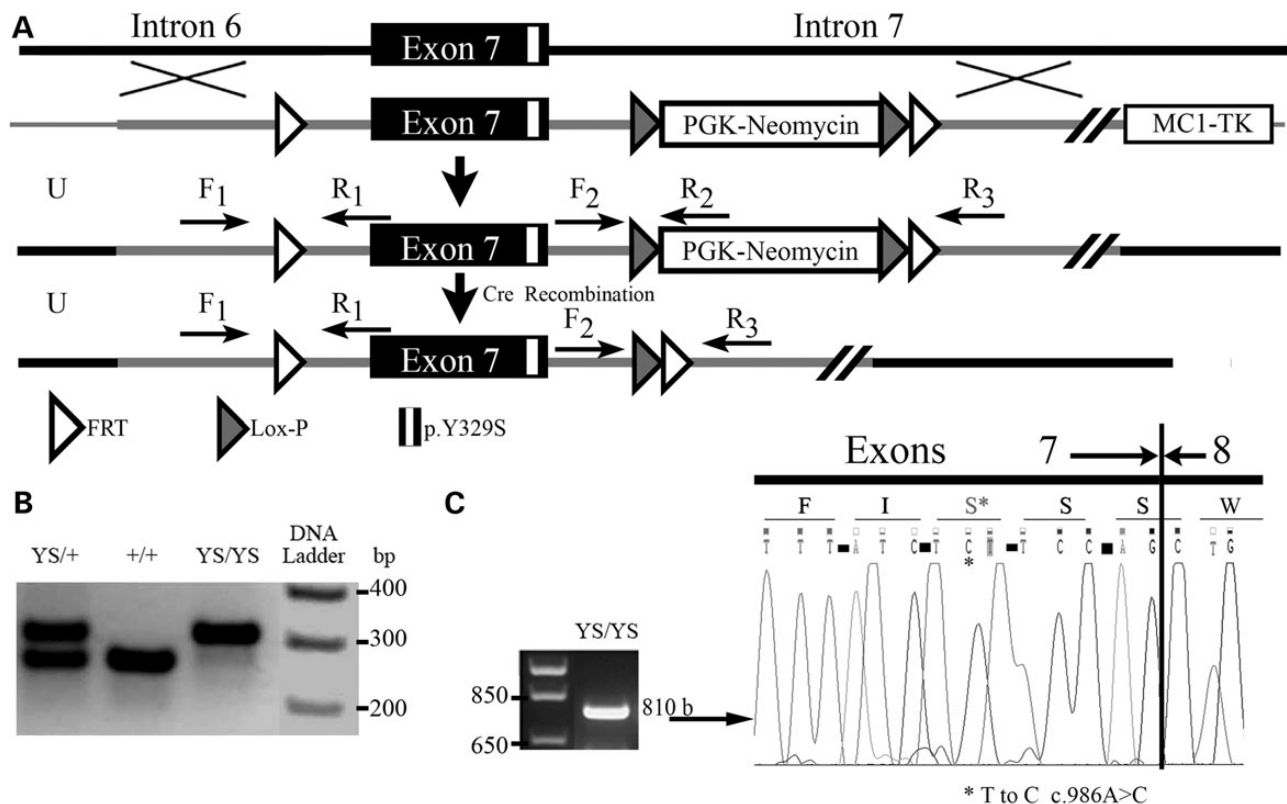 A
Intron 6
Exon 7
Intron 7
Exon 7
PGK-Neomycin
MC1-TK
U
F1
R1
F2
R2
R3
Exon 7
PGK-Neomycin
Cre Recombination
U
F1
R1
F2
R3
Exon 7
FRT
Lox-P
p.Y329S
B
YS/+
+/+
YS/YS
DNA
Ladder
bp
400
300
200
C
YS/YS
850
650
810 b
Exons 7 8
F I S* S S W
T T T A T C T C T C C A G C T G
*
* T to C c.986A>C